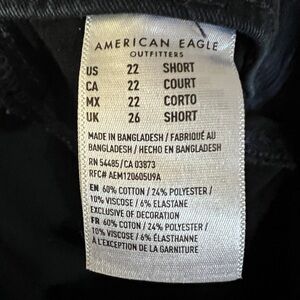 AMERICAN EAGLE
OUTFITTERS
US 22 SHORT
CA 22 COURT
MX 22 CORTO
UK 26 SHORT
MADE IN BANGLADESH / FABRIQUÉ AU
BANGLADESH / HECHO EN BANGLADESH
RN 54485/CA 03873
RFC# AEM120605U9A
EN 60% COTTON / 24% POLYESTER /
10% VISCOSE / 6% ELASTANE
EXCLUSIVE OF DECORATION
FR 60% COTON / 24% POLYESTER /
10% VISCOSE / 6% ÉLASTHANNE
À L'EXCEPTION DE LA GARNITURE